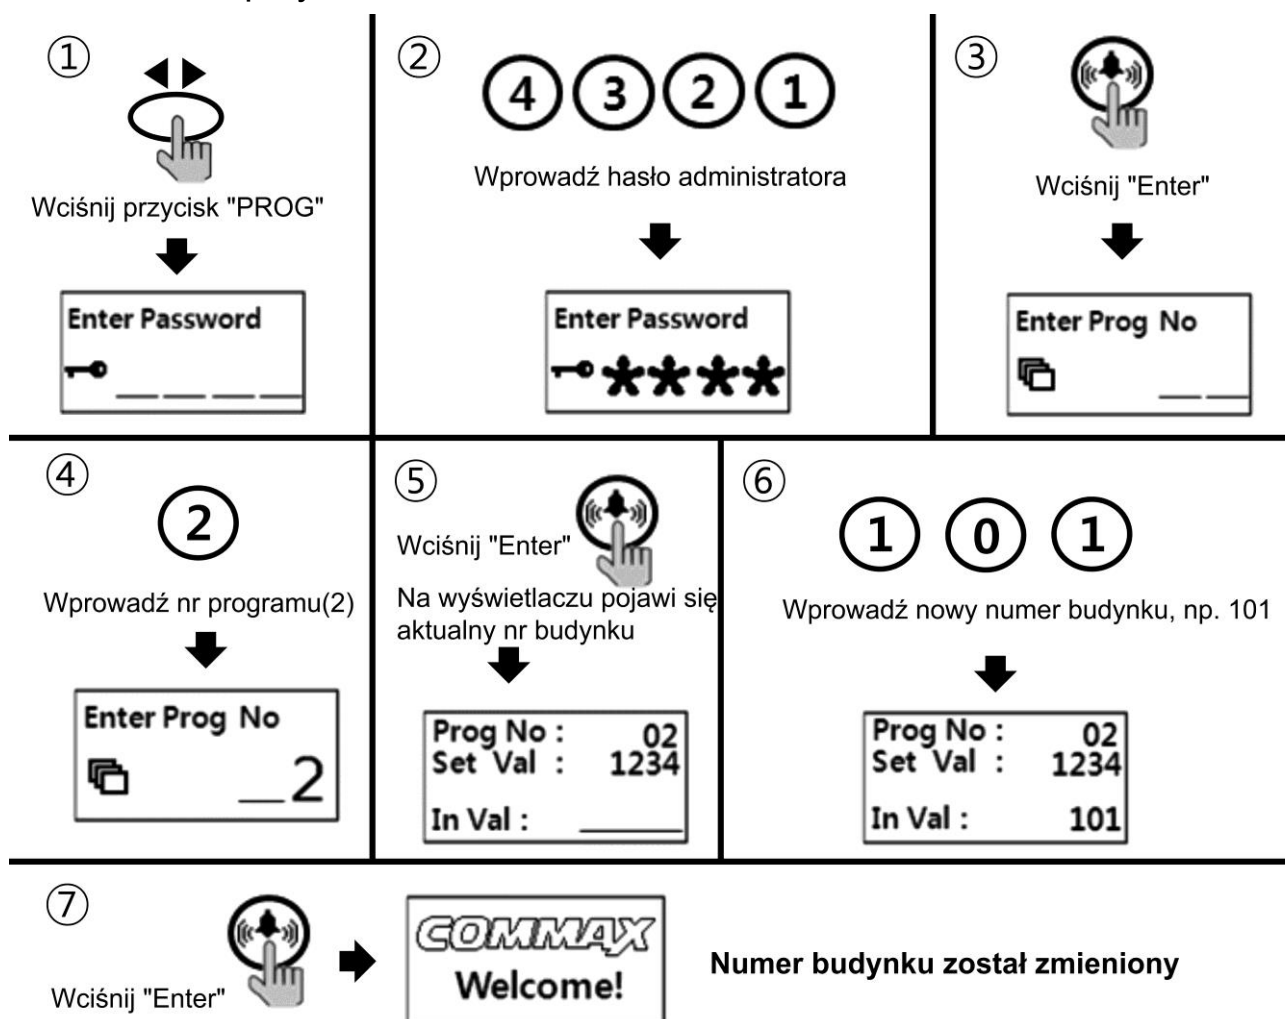 ①
Wciśnij przycisk "PROG"
Enter Password
②
4 3 2 1
Wprowadź hasło administratora
Enter Password
③
Wciśnij "Enter"
Enter Prog No
④
2
Wprowadź nr programu(2)
Enter Prog No
_2
⑤
Wciśnij "Enter"
Na wyświetlaczu pojawi się
aktualny nr budynku
Prog No : 02
Set Val : 1234
In Val :
⑥
1 0 1
Wprowadź nowy numer budynku, np. 101
Prog No : 02
Set Val : 1234
In Val : 101
⑦
Wciśnij "Enter"
COMMAX
Welcome!
Numer budynku został zmieniony